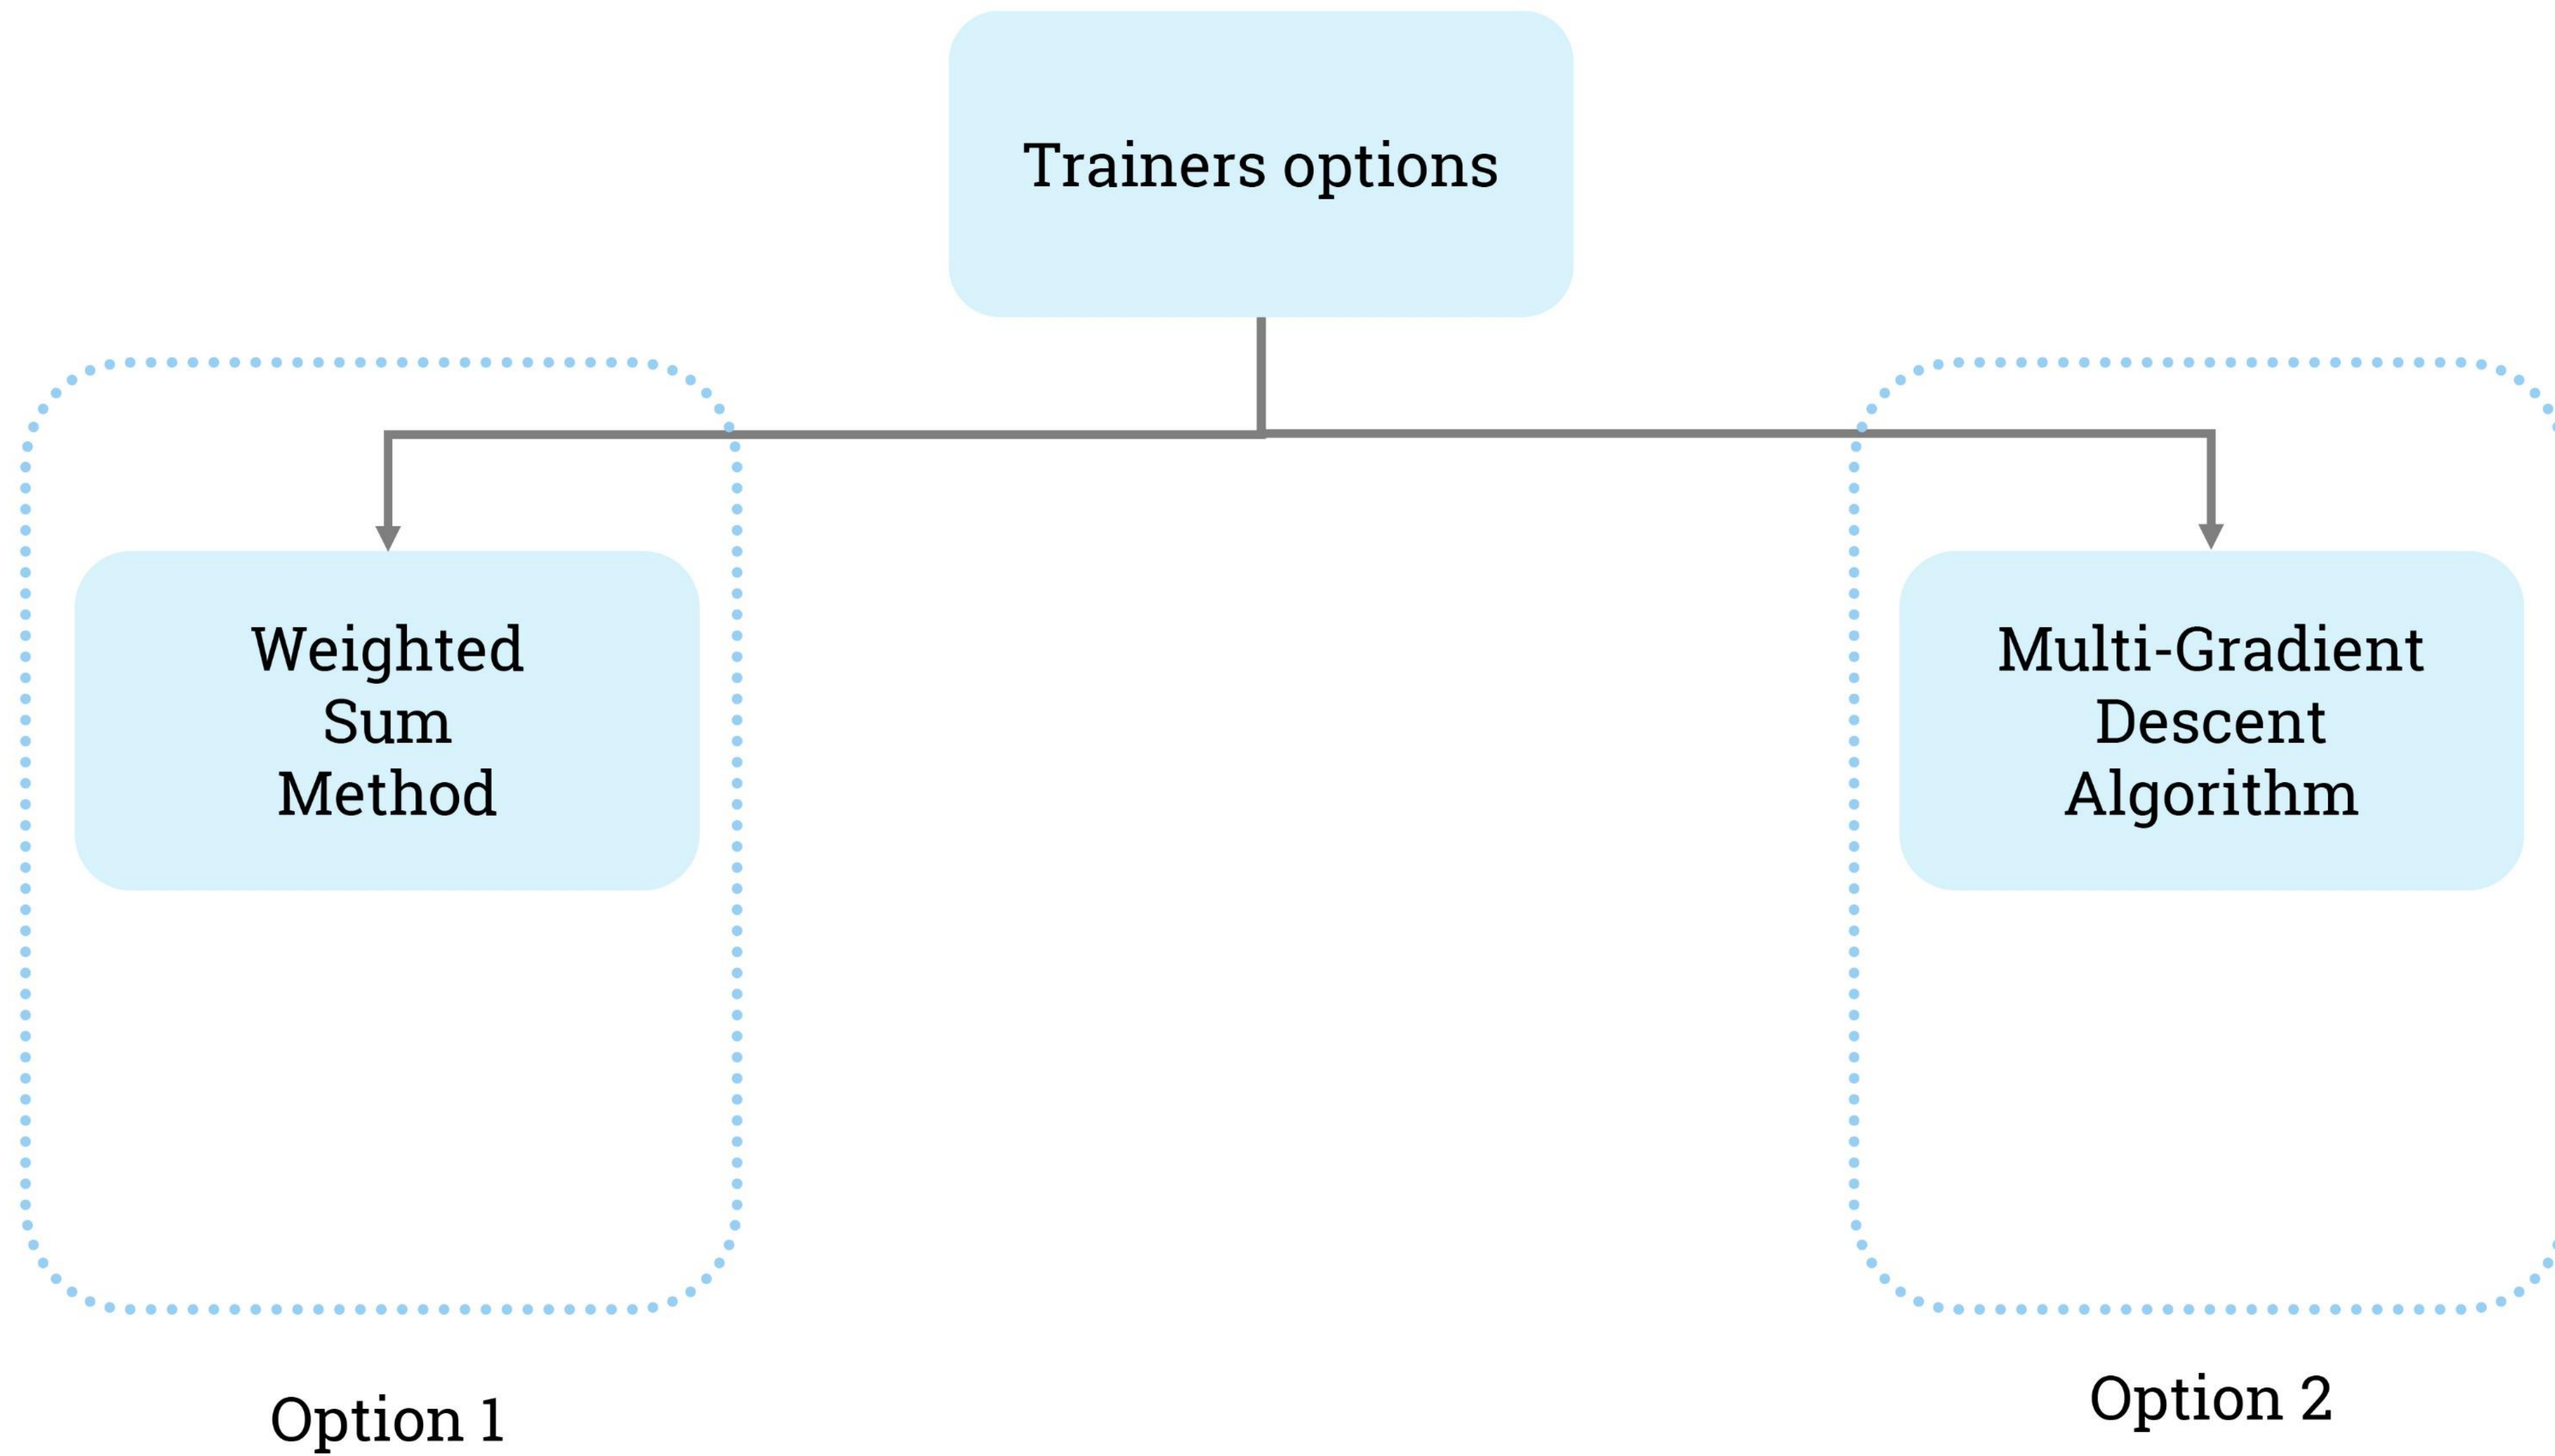 Trainers options
Weighted
Sum
Method
Multi-Gradient
Descent
Algorithm
Option 1
Option 2